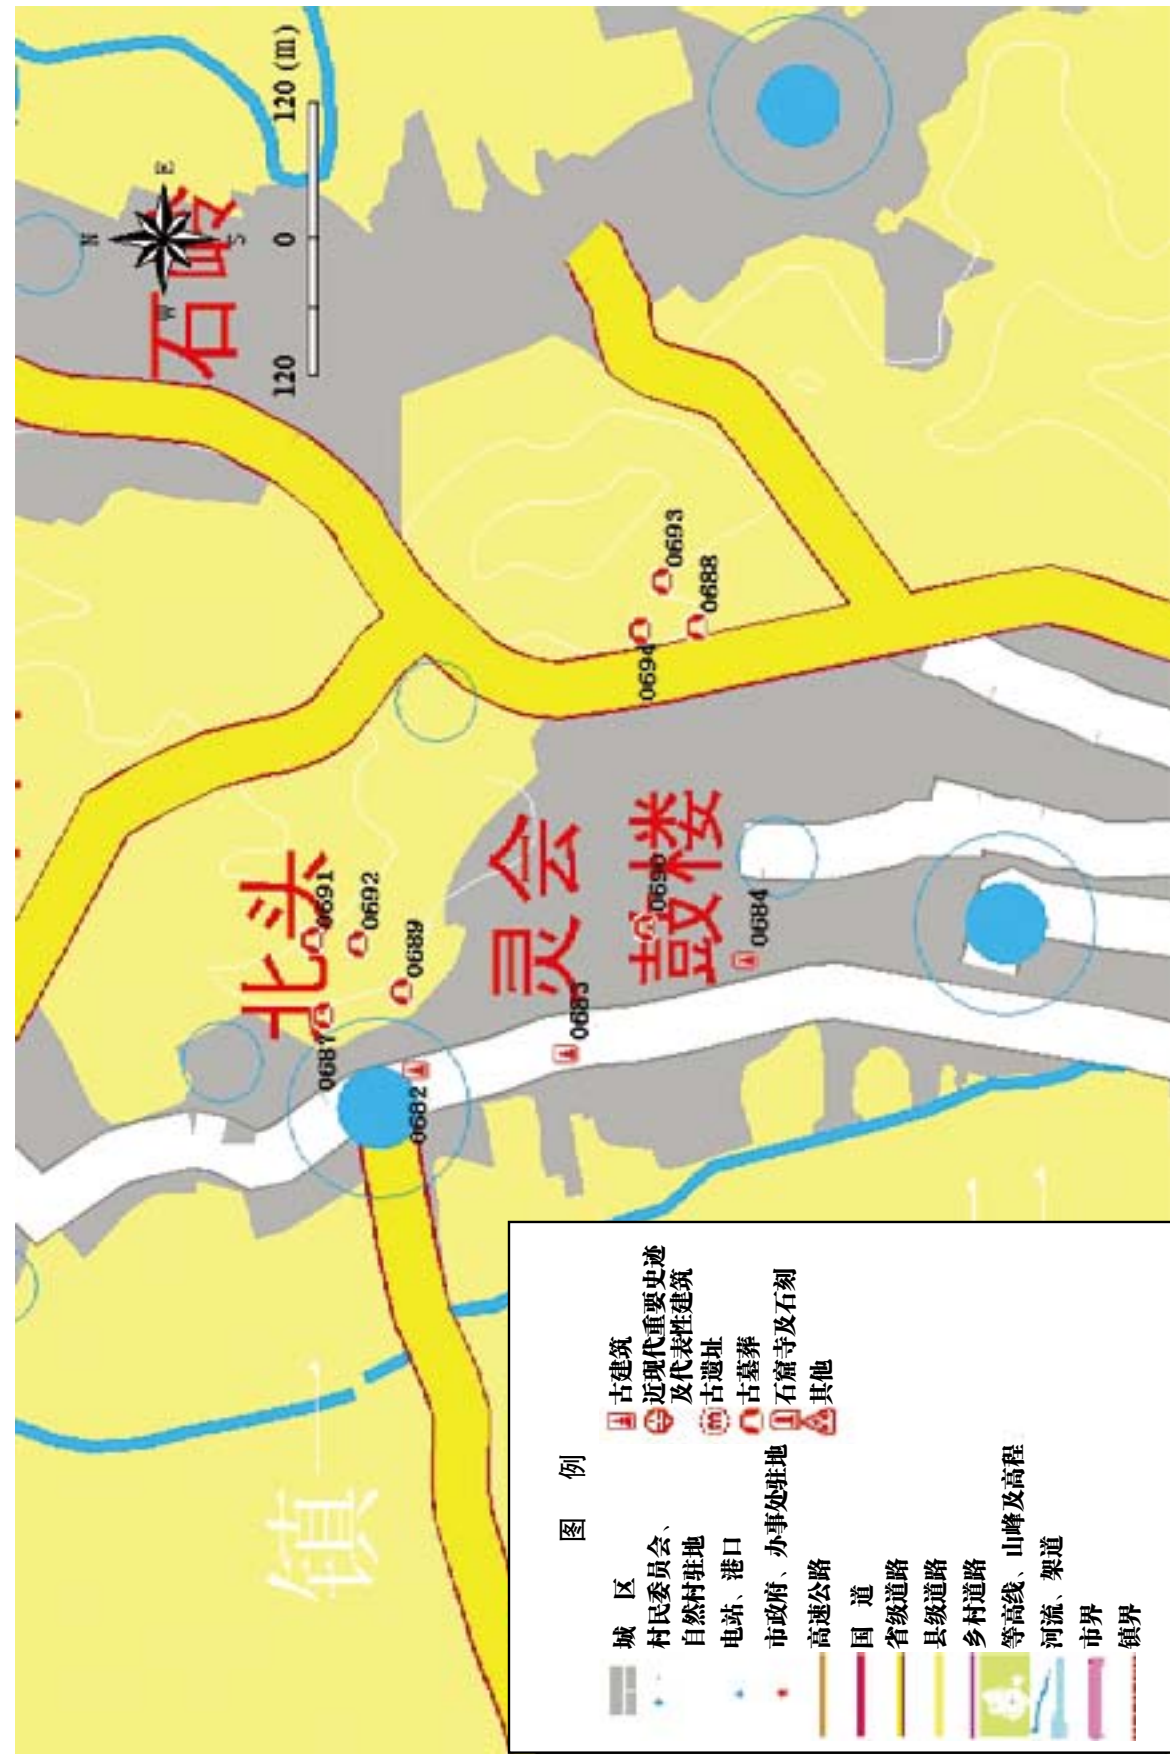 石岭
N
E
S
W
120
0
120 (m)
北头
灵会
鼓楼
镇
0691
0692
0689
0687
0682
0683
0690
0684
0694
0693
0688
图 例
城 区
村民委员会、
自然村驻地
电站、港口
市政府、办事处驻地
高速公路
国 道
省级道路
县级道路
乡村道路
等高线、山峰及高程
河流、渠道
市界
镇界
古建筑
近现代重要史迹
及代表性建筑
古遗址
古墓葬
石窟寺及石刻
其他